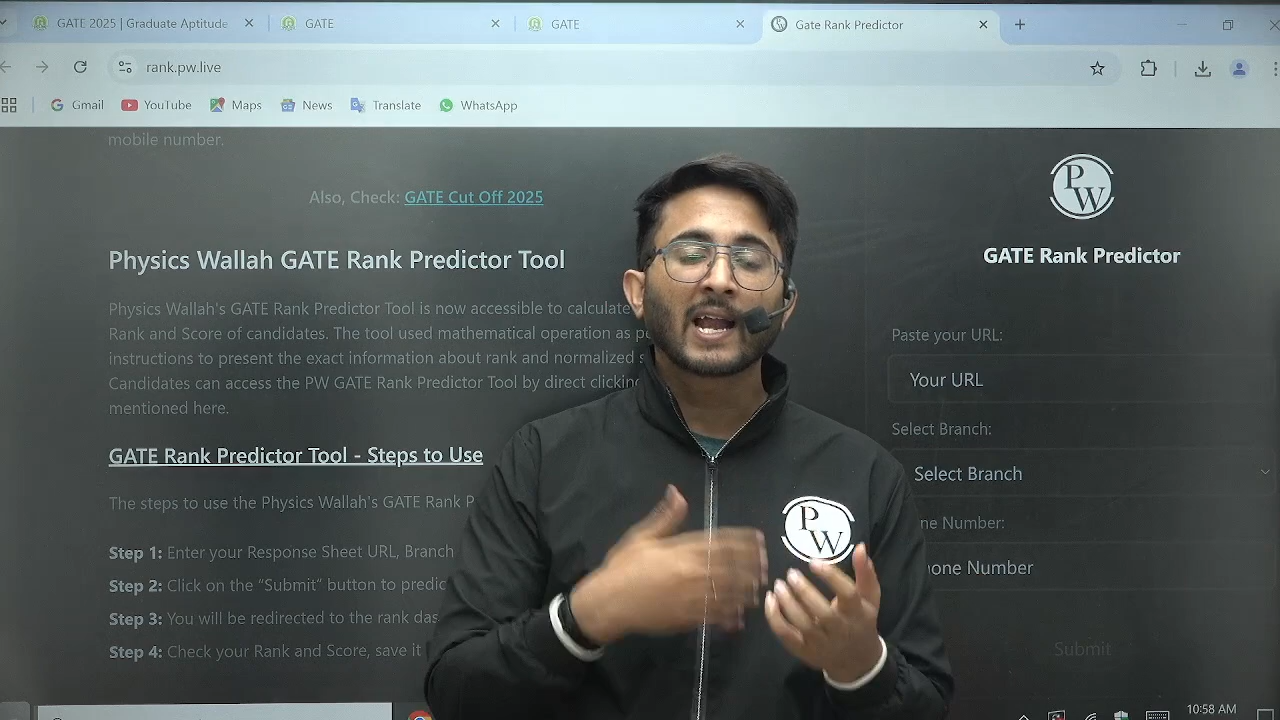 GATE 2025 | Graduate Aptitude
GATE
GATE
Gate Rank Predictor
rank.pw.live
Gmail
YouTube
Maps
News
Translate
WhatsApp
mobile number.
Also, Check: GATE Cut Off 2025
Physics Wallah GATE Rank Predictor Tool
Physics Wallah's GATE Rank Predictor Tool is now accessible to calculate
Rank and Score of candidates. The tool used mathematical operation as
instructions to present the exact information about rank and normalized
Candidates can access the PW GATE Rank Predictor Tool by direct clicking
mentioned here.
GATE Rank Predictor Tool - Steps to Use
The steps to use the Physics Wallah's GATE Rank P
Step 1: Enter your Response Sheet URL, Branch
Step 2: Click on the “Submit” button to predic
Step 3: You will be redirected to the rank das
Step 4: Check your Rank and Score, save it
PW
GATE Rank Predictor
Paste your URL:
Your URL
Select Branch:
Select Branch
ne Number:
one Number
Submit
PW
10:58 AM